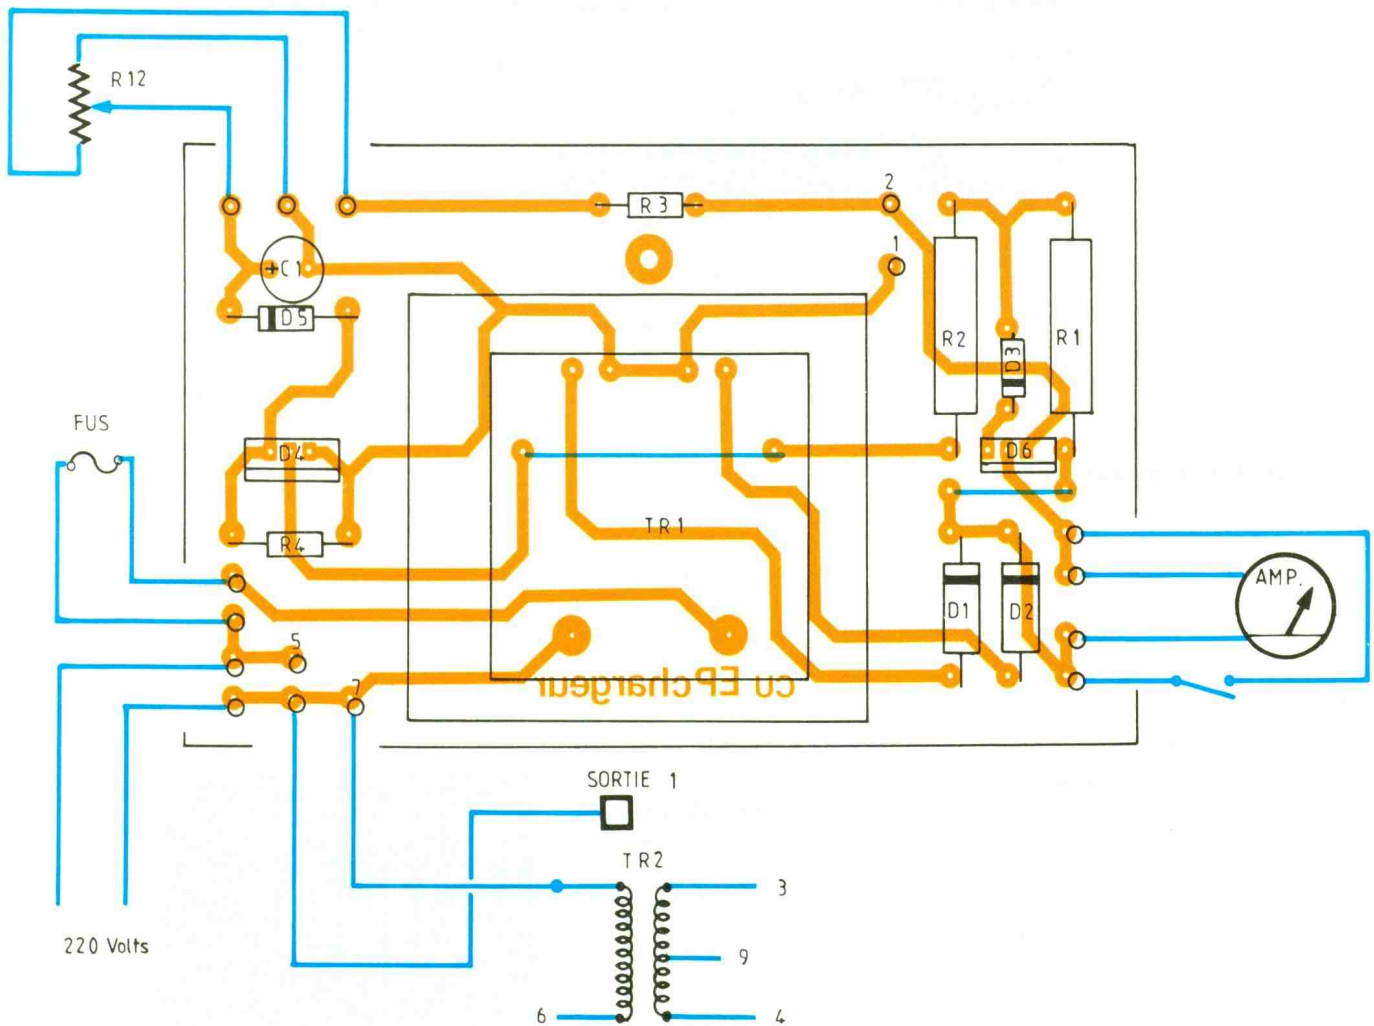 R12
2
R3
1
C1
D5
R2
D3
R1
FUS
D4
D6
TR1
R4
AMP.
D1
D2
5
7
cu EP chargeur
SORTIE 1
TR2
3
220 Volts
9
6
4